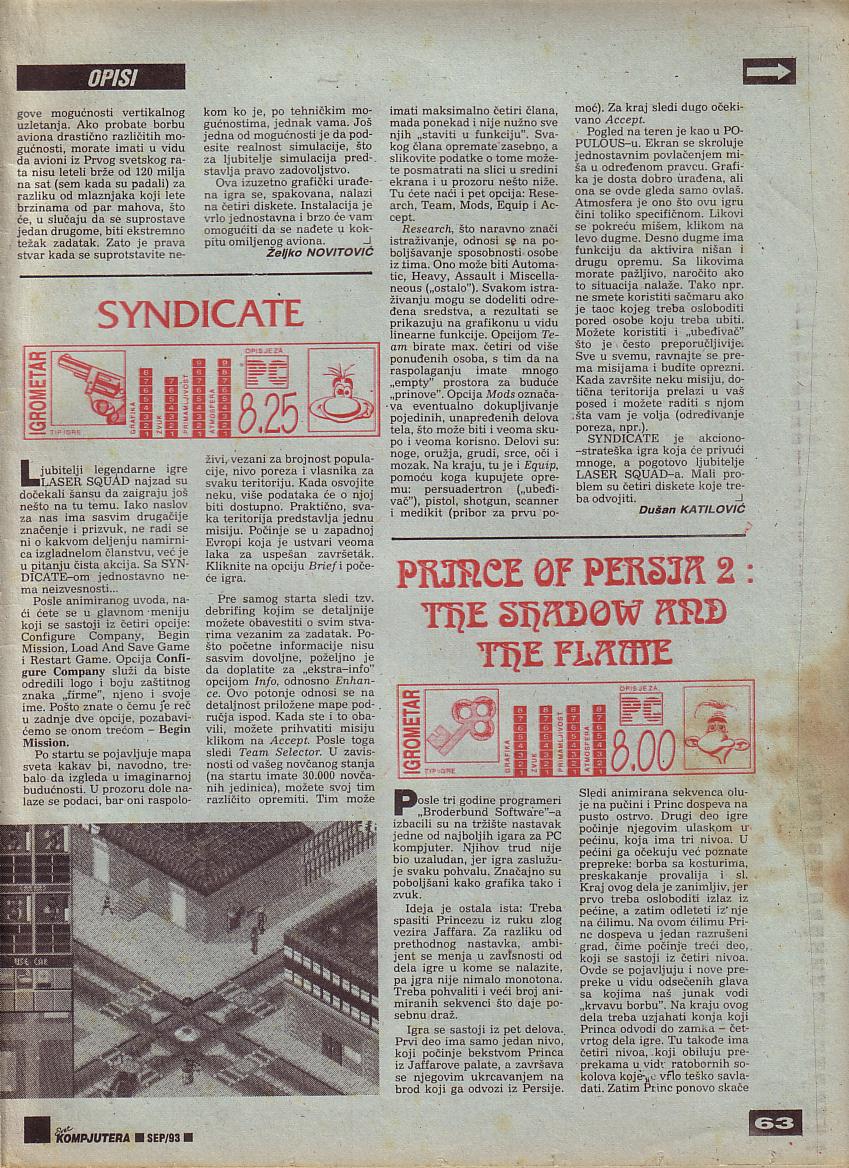 OPISI
gove mogućnosti vertikalnog
uzletanja. Ako probate borbu
aviona drastično različitih mo-
gućnosti, morate imati u vidu
da avioni iz Prvog svetskog ra-
ta nisu leteli brže od 120 milja
na sat (sem kada su padali) za
razliku od mlaznjaka koji lete
brzinama od par mahova, što
će, u slučaju da se suprostave
jedan drugome, biti ekstremno
težak zadatak. Zato je prava
stvar kada se suprotstavite ne-
kom ko je, po tehničkim mo-
gućnostima, jednak vama. Još
jedna od mogućnosti je da pod-
esite realnost simulacije, što
za ljubitelje simulacija pred-
stavlja pravo zadovoljstvo.
Ova izuzetno grafički urađe-
na igra se, spakovana, nalazi
na četiri diskete. Instalacija je
vrlo jednostavna i brzo će vam
omogućiti da se nađete u kok-
pitu omiljenog aviona.
Željko NOVITOVIĆ
SYNDICATE
IGROMETAR
TIP IGRE
GRAFIKA
ZVUK
PRIMAMLJIVOST
ATMOSFERA
OPIS JE ZA
PC
8.25
Ljubitelji legendarne igre
LASER SQUAD najzad su
dočekali šansu da zaigraju još
nešto na tu temu. Iako naslov
za nas ima sasvim drugačije
značenje i prizvuk, ne radi se
ni o kakvom deljenju namirni-
ca izgladnelom članstvu, već je
u pitanju čista akcija. Sa SYN-
DICATE-om jednostavno ne-
ma neizvesnosti...
Posle animiranog uvoda, na-
ći ćete se u glavnom meniju
koji se sastoji iz četiri opcije:
Configure Company, Begin
Mission, Load And Save Game
i Restart Game. Opcija Confi-
gure Company služi da biste
odredili logo i boju zaštitnog
znaka „firme", njeno i svoje
ime. Pošto znate o čemu je reč
u zadnje dve opcije, pozabavi-
ćemo se onom trećom – Begin
Mission.
Po startu se pojavljuje mapa
sveta kakav bi, navodno, tre-
balo da izgleda u imaginarnoj
budućnosti. U prozoru dole na-
laze se podaci, bar oni raspolo-
živi, vezani za brojnost popula-
cije, nivo poreza i vlasnika za
svaku teritoriju. Kada osvojite
neku, više podataka će o njoj
biti dostupno. Praktično, sva-
ka teritorija predstavlja jednu
misiju. Počinje se u zapadnoj
Evropi koja je ustvari veoma
laka za uspešan završetak.
Kliknite na opciju Brief i poče-
će igra.
Pre samog starta sledi tzv.
debrifing kojim se detaljnije
možete obavestiti o svim stva-
rima vezanim za zadatak. Po-
što početne informacije nisu
sasvim dovoljne, poželjno je
da doplatite za „ekstra-info"
opcijom Info, odnosno Enhan-
ce. Ovo potonje odnosi se na
detaljnost priložene mape pod-
ručja ispod. Kada ste i to oba-
vili, možete prihvatiti misiju
klikom na Accept. Posle toga
sledi Team Selector. U zavis-
nosti od vašeg novčanog stanja
(na startu imate 30.000 novča-
nih jedinica), možete svoj tim
različito opremiti. Tim može
imati maksimalno četiri člana,
mada ponekad i nije nužno sve
njih „staviti u funkciju". Sva-
kog člana opremate zasebno, a
slikovite podatke o tome može-
te posmatrati na slici u sredini
ekrana i u prozoru nešto niže.
Tu ćete naći i pet opcija: Rese-
arch, Team, Mods, Equip i Ac-
cept.
Research, što naravno znači
istraživanje, odnosi se na po-
boljšavanje sposobnosti osobe
iz tima. Ono može biti Automa-
tic, Heavy, Assault i Miscella-
neous („ostalo"). Svakom istra-
živanju mogu se dodeliti odre-
đena sredstva, a rezultati se
prikazuju na grafikonu u vidu
linearne funkcije. Opcijom Te-
am birate max. četiri od više
ponuđenih osoba, s tim da na
raspolaganju imate mnogo
„empty" prostora za buduće
„prinove". Opcija Mods označa-
va eventualno dokupljivanje
pojedinih, unapređenih delova
tela, što može biti i veoma sku-
po i veoma korisno. Delovi su:
noge, oružja, grudi, srce, oči i
mozak. Na kraju, tu je i Equip,
pomoću koga kupujete opre-
mu: persuadertron („ubeđi-
vač"), pistol, shotgun, scanner
i medikit (pribor za prvu po-
moć). Za kraj sledi dugo očeki-
vano Accept.
Pogled na teren je kao u PO-
PULOUS-u. Ekran se skroluje
jednostavnim povlačenjem mi-
ša u određenom pravcu. Grafi-
ka je dosta dobro urađena, ali
ona se ovde gleda samo ovlaš.
Atmosfera je ono što ovu igru
čini toliko specifičnom. Likovi
se pokreću mišem, klikom na
levo dugme. Desno dugme ima
funkciju da aktivira nišan i
drugu opremu. Sa likovima
morate pažljivo, naročito ako
to situacija nalaže. Tako npr.
ne smete koristiti sačmaru ako
je taoc kojeg treba osloboditi
pored osobe koju treba ubiti.
Možete koristiti i „ubeđivač"
što je često preporučljivije.
Sve u svemu, ravnajte se pre-
ma misijama i budite oprezni.
Kada završite neku misiju, do-
tična teritorija prelazi u vaš
posed i možete raditi s njom
šta vam je volja (određivanje
poreza, npr.).
SYNDICATE je akciono-
-strateška igra koja će privući
mnoge, a pogotovo ljubitelje
LASER SQUAD-a. Mali pro-
blem su četiri diskete koje tre-
ba odvojiti.
Dušan KATILOVIĆ
PRINCE OF PERSIA 2 :
THE SHADOW AND
THE FLAME
IGROMETAR
TIP IGRE
GRAFIKA
ZVUK
PRIMAMLJIVOST
ATMOSFERA
OPIS JE ZA
PC
8.00
Posle tri godine programeri
„Broderbund Software"-a
izbacili su na tržište nastavak
jedne od najboljih igara za PC
kompjuter. Njihov trud nije
bio uzaludan, jer igra zaslužu-
je svaku pohvalu. Značajno su
poboljšani kako grafika tako i
zvuk.
Ideja je ostala ista: Treba
spasiti Princezu iz ruku zlog
vezira Jaffara. Za razliku od
prethodnog nastavka, ambi-
jent se menja u zavisnosti od
dela igre u kome se nalazite,
pa igra nije nimalo monotona.
Treba pohvaliti i veći broj ani-
miranih sekvenci što daje po-
sebnu draž.
Igra se sastoji iz pet delova.
Prvi deo ima samo jedan nivo,
koji počinje bekstvom Princa
iz Jaffarove palate, a završava
se njegovim ukrcavanjem na
brod koji ga odvozi iz Persije.
Sledi animirana sekvenca olu-
je na pučini i Princ dospeva na
pusto ostrvo. Drugi deo igre
počinje njegovim ulaskom u
pećinu, koja ima tri nivoa. U
pećini ga očekuju već poznate
prepreke: borba sa kosturima,
preskakanje provalija i sl.
Kraj ovog dela je zanimljiv, jer
prvo treba osloboditi izlaz iz
pećine, a zatim odleteti iz nje
na ćilimu. Na ovom ćilimu Pri-
nc dospeva u jedan razrušeni
grad, čime počinje treći deo,
koji se sastoji iz četiri nivoa.
Ovde se pojavljuju i nove pre-
preke u vidu odsečenih glava
sa kojima naš junak vodi
„krvavu borbu". Na kraju ovog
dela treba uzjahati konja koji
Princa odvodi do zamka – čet-
vrtog dela igre. Tu takođe ima
četiri nivoa, koji obiluju pre-
prekama u vidu ratobornih so-
kolova koje je vrlo teško savla-
dati. Zatim Princ ponovo skače
USE CAR
Svet
KOMPJUTERA ■ SEP/93 ■
63